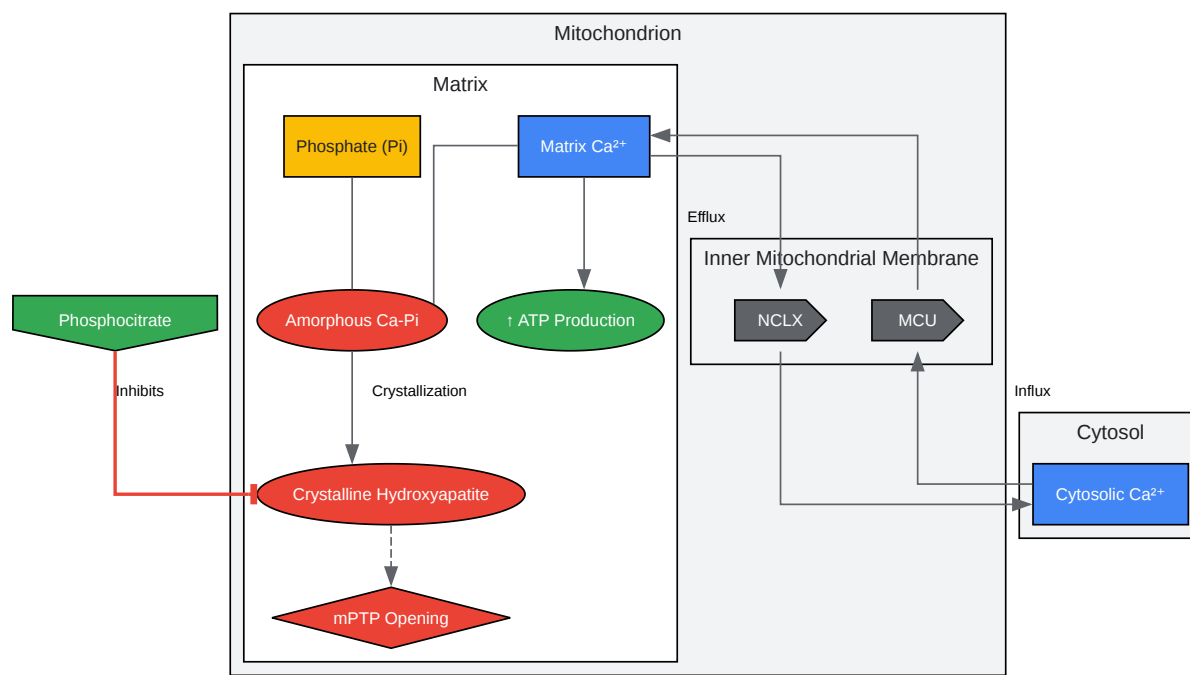 Mitochondrion
Matrix
Phosphate (Pi)
Matrix Ca²⁺
Efflux
Inner Mitochondrial Membrane
Phosphocitrate
Amorphous Ca-Pi
↑ ATP Production
NCLX
MCU
Inhibits
Crystallization
Influx
Cytosol
Crystalline Hydroxyapatite
Cytosolic Ca²⁺
mPTP Opening